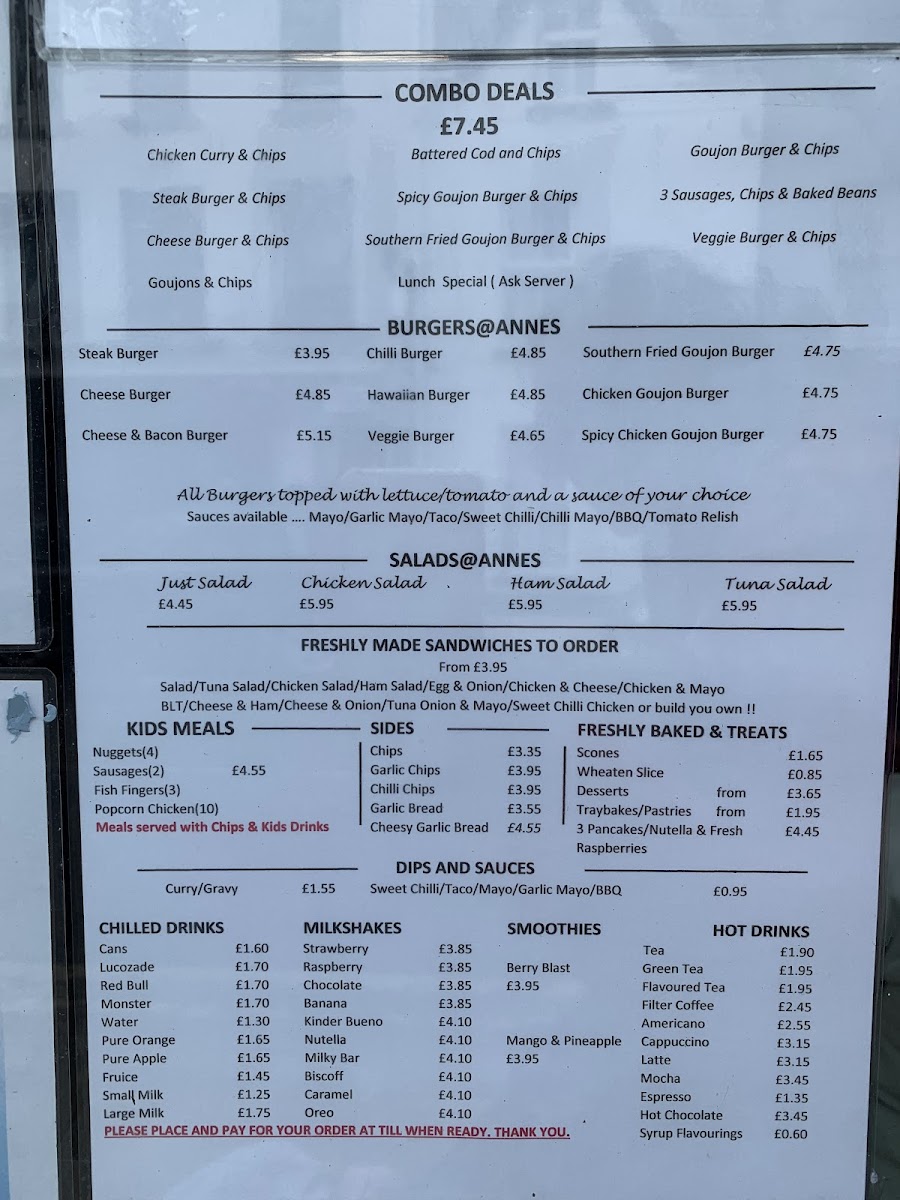 COMBO DEALS
£7.45
Chicken Curry & Chips Battered Cod and Chips Goujon Burger & Chips
Steak Burger & Chips Spicy Goujon Burger & Chips 3 Sausages, Chips & Baked Beans
Cheese Burger & Chips Southern Fried Goujon Burger & Chips Veggie Burger & Chips
Goujons & Chips Lunch Special ( Ask Server )
BURGERS@ANNES
Steak Burger £3.95 Chilli Burger £4.85 Southern Fried Goujon Burger £4.75
Cheese Burger £4.85 Hawaiian Burger £4.85 Chicken Goujon Burger £4.75
Cheese & Bacon Burger £5.15 Veggie Burger £4.65 Spicy Chicken Goujon Burger £4.75
All Burgers topped with lettuce/tomato and a sauce of your choice
Sauces available .... Mayo/Garlic Mayo/Taco/Sweet Chilli/Chilli Mayo/BBQ/Tomato Relish
SALADS@ANNES
Just Salad Chicken Salad . Ham Salad Tuna Salad
£4.45 £5.95 £5.95 £5.95
FRESHLY MADE SANDWICHES TO ORDER
From £3.95
Salad/Tuna Salad/Chicken Salad/Ham Salad/Egg & Onion/Chicken & Cheese/Chicken & Mayo
BLT/Cheese & Ham/Cheese & Onion/Tuna Onion & Mayo/Sweet Chilli Chicken or build you own !!
KIDS MEALS
Nuggets(4)
Sausages(2) £4.55
Fish Fingers(3)
Popcorn Chicken(10)
Meals served with Chips & Kids Drinks
SIDES
Chips £3.35
Garlic Chips £3.95
Chilli Chips £3.95
Garlic Bread £3.55
Cheesy Garlic Bread £4.55
FRESHLY BAKED & TREATS
Scones £1.65
Wheaten Slice £0.85
Desserts from £3.65
Traybakes/Pastries from £1.95
3 Pancakes/Nutella & Fresh £4.45
Raspberries
DIPS AND SAUCES
Curry/Gravy £1.55 Sweet Chilli/Taco/Mayo/Garlic Mayo/BBQ £0.95
CHILLED DRINKS
Cans £1.60
Lucozade £1.70
Red Bull £1.70
Monster £1.70
Water £1.30
Pure Orange £1.65
Pure Apple £1.65
Fruice £1.45
Small Milk £1.25
Large Milk £1.75
MILKSHAKES
Strawberry £3.85
Raspberry £3.85
Chocolate £3.85
Banana £3.85
Kinder Bueno £4.10
Nutella £4.10
Milky Bar £4.10
Biscoff £4.10
Caramel £4.10
Oreo £4.10
SMOOTHIES
Berry Blast
£3.95
Mango & Pineapple
£3.95
HOT DRINKS
Tea £1.90
Green Tea £1.95
Flavoured Tea £1.95
Filter Coffee £2.45
Americano £2.55
Cappuccino £3.15
Latte £3.15
Mocha £3.45
Espresso £1.35
Hot Chocolate £3.45
Syrup Flavourings £0.60
PLEASE PLACE AND PAY FOR YOUR ORDER AT TILL WHEN READY. THANK YOU.